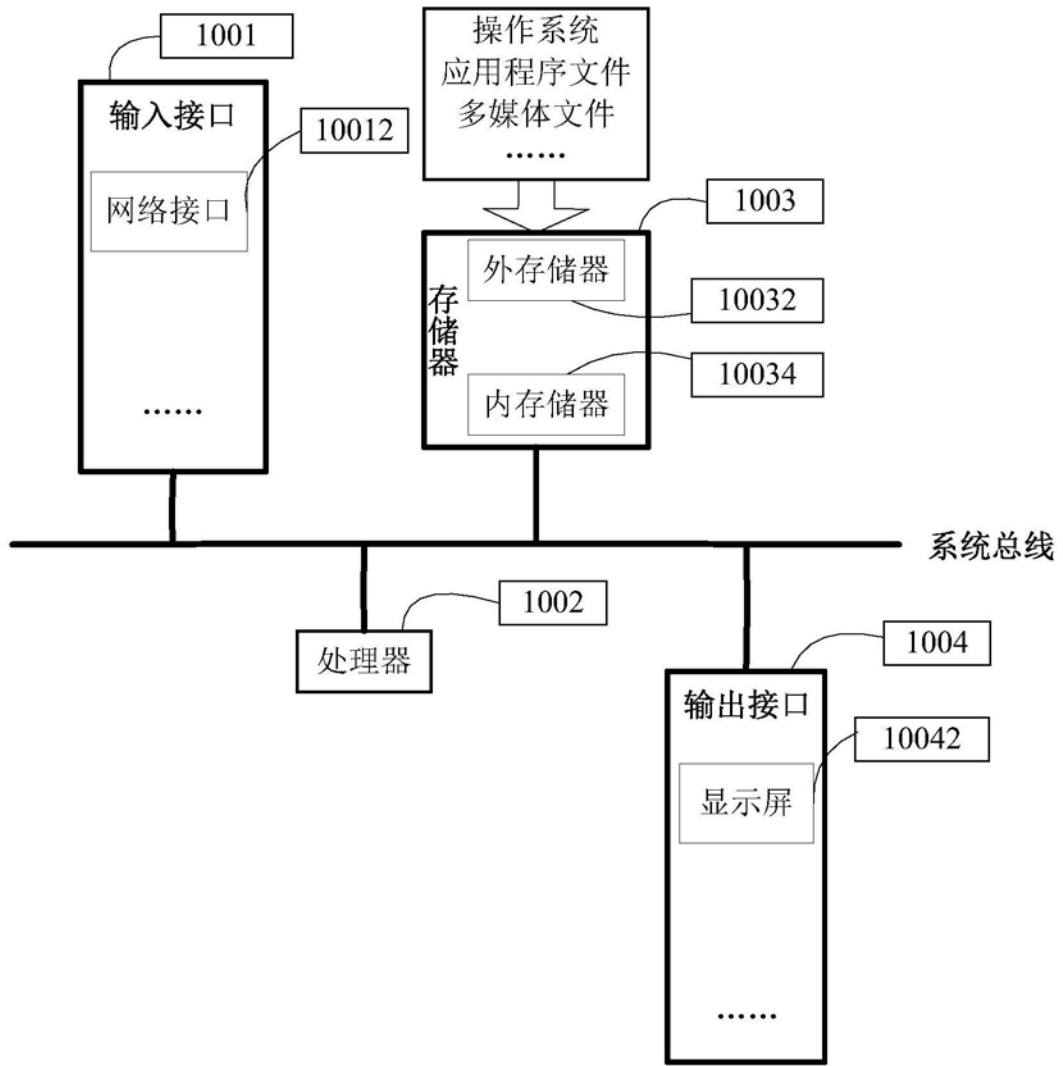 1001
输入接口
10012
网络接口
……
操作系统
应用程序文件
多媒体文件
……
1003
外存储器
存储器
10032
10034
内存储器
系统总线
1002
处理器
1004
输出接口
10042
显示屏
……